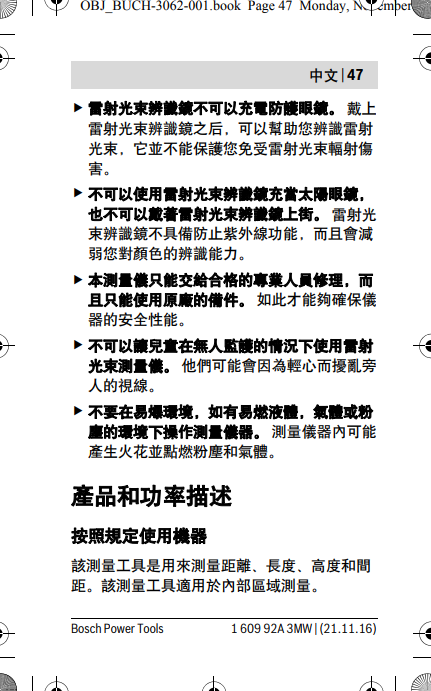 OBJ_BUCH-3062-001.book Page 47 Monday, No ember
中文 | 47
▶ 雷射光束辨識鏡不可以充電防護眼鏡。 戴上
雷射光束辨識鏡之后，可以幫助您辨識雷射
光束，它並不能保護您免受雷射光束輻射傷
害。
▶ 不可以使用雷射光束辨識鏡充當太陽眼鏡，
也不可以戴著雷射光束辨識鏡上街。 雷射光
束辨識鏡不具備防止紫外線功能，而且會減
弱您對顏色的辨識能力。
▶ 本測量儀只能交給合格的專業人員修理，而
且只能使用原廠的備件。 如此才能夠確保儀
器的安全性能。
▶ 不可以讓兒童在無人監護的情況下使用雷射
光束測量儀。 他們可能會因為輕心而擾亂旁
人的視線。
▶ 不要在易爆環境，如有易燃液體，氣體或粉
塵的環境下操作測量儀器。 測量儀器內可能
產生火花並點燃粉塵和氣體。
產品和功率描述
按照規定使用機器
該測量工具是用來測量距離、長度、高度和間
距。該測量工具適用於內部區域測量。
Bosch Power Tools 1 609 92A 3MW | (21.11.16)